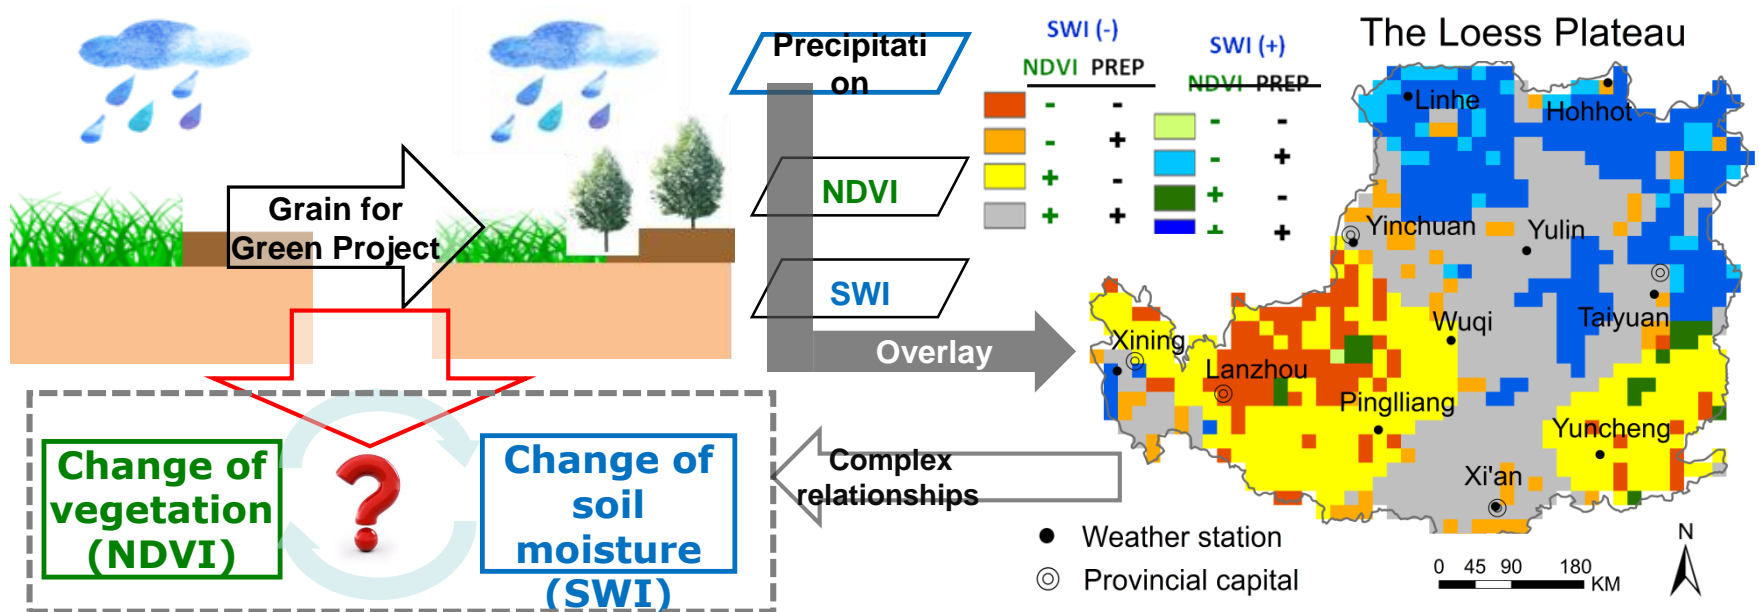 Grain for
Green Project
Precipitati
on
NDVI
SWI
Overlay
Change of
vegetation
(NDVI)
?
Change of
soil
moisture
(SWI)
Complex
relationships
SWI (-)
NDVI PREP
- -
- +
+ -
+ +
SWI (+)
NDVI PREP
- -
- +
+ -
+ +
The Loess Plateau
Linhe
Hohhot
Yinchuan
Yulin
Xining
Lanzhou
Wuqi
Taiyuan
Pinglliang
Yuncheng
Xi'an
Weather station
Provincial capital
N
0 45 90 180
KM